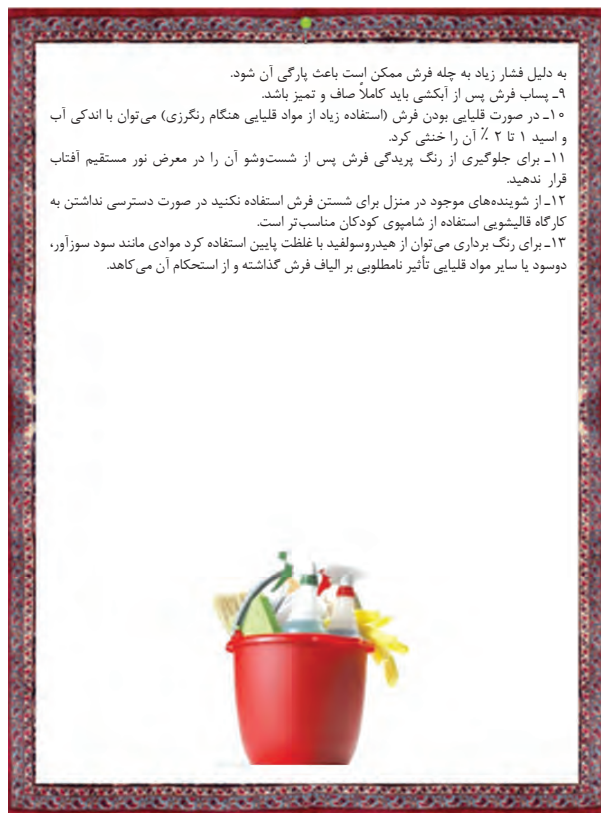 به دلیل فشار زیاد به چله فرش ممکن است باعث پارگی آن شود.
۹ـ پساب فرش پس از آبکشی باید کاملاً صاف و تمیز باشد.
۱۰ـ در صورت قلیایی بودن فرش (استفاده زیاد از مواد قلیایی هنگام رنگرزی) می‌توان با اندکی آب
و اسید ۱ تا ۲ ٪ آن را خنثی کرد.
۱۱ـ برای جلوگیری از رنگ پریدگی فرش پس از شست‌وشو آن را در معرض نور مستقیم آفتاب
قرار ندهید.
۱۲ـ از شوینده‌های موجود در منزل برای شستن فرش استفاده نکنید در صورت دسترسی نداشتن به
کارگاه قالیشویی استفاده از شامپوی کودکان مناسب‌تر است.
۱۳ـ برای رنگ برداری می‌توان از هیدروسولفید با غلظت پایین استفاده کرد موادی مانند سود سوزآور،
دوسود یا سایر مواد قلیایی تأثیر نامطلوبی بر الیاف فرش گذاشته و از استحکام آن می‌کاهد.